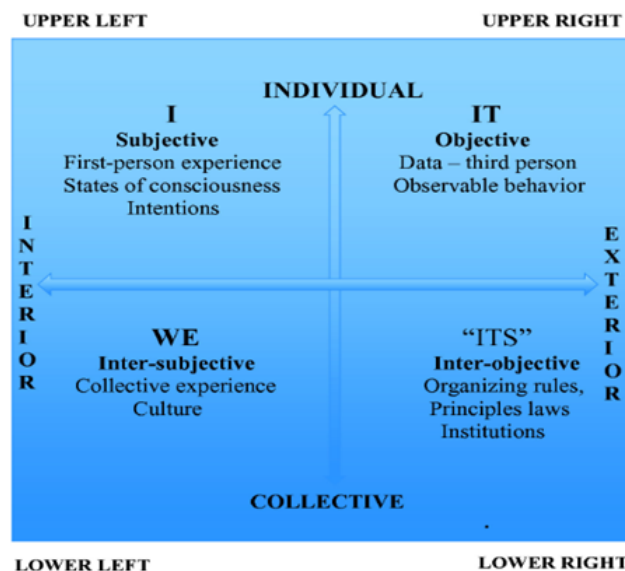 UPPER LEFT
UPPER RIGHT
INDIVIDUAL
I
Subjective
First-person experience
States of consciousness
Intentions
IT
Objective
Data – third person
Observable behavior
INTERIOR
EXTERIOR
WE
Inter-subjective
Collective experience
Culture
“ITS”
Inter-objective
Organizing rules,
Principles laws
Institutions
COLLECTIVE
LOWER LEFT
LOWER RIGHT